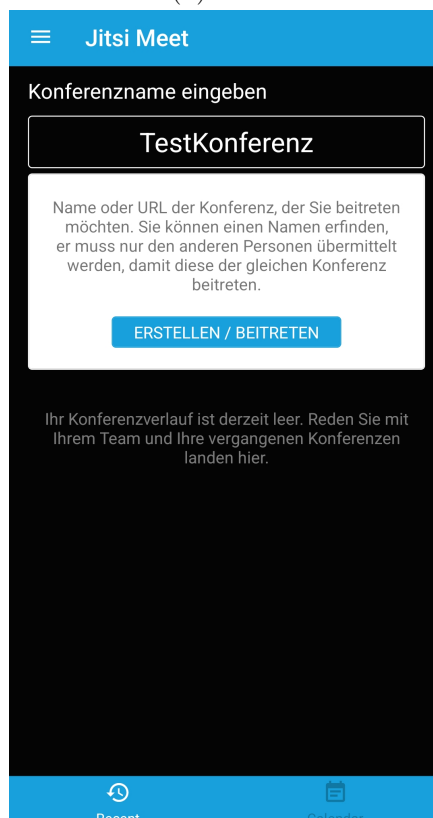 Jitsi Meet
Konferenzname eingeben
TestKonferenz
Name oder URL der Konferenz, der Sie beitreten
möchten. Sie können einen Namen erfinden,
er muss nur den anderen Personen übermittelt
werden, damit diese der gleichen Konferenz
beitreten.
ERSTELLEN / BEITRETEN
Ihr Konferenzverlauf ist derzeit leer. Reden Sie mit
Ihrem Team und Ihre vergangenen Konferenzen
landen hier.
Recent
Calendar